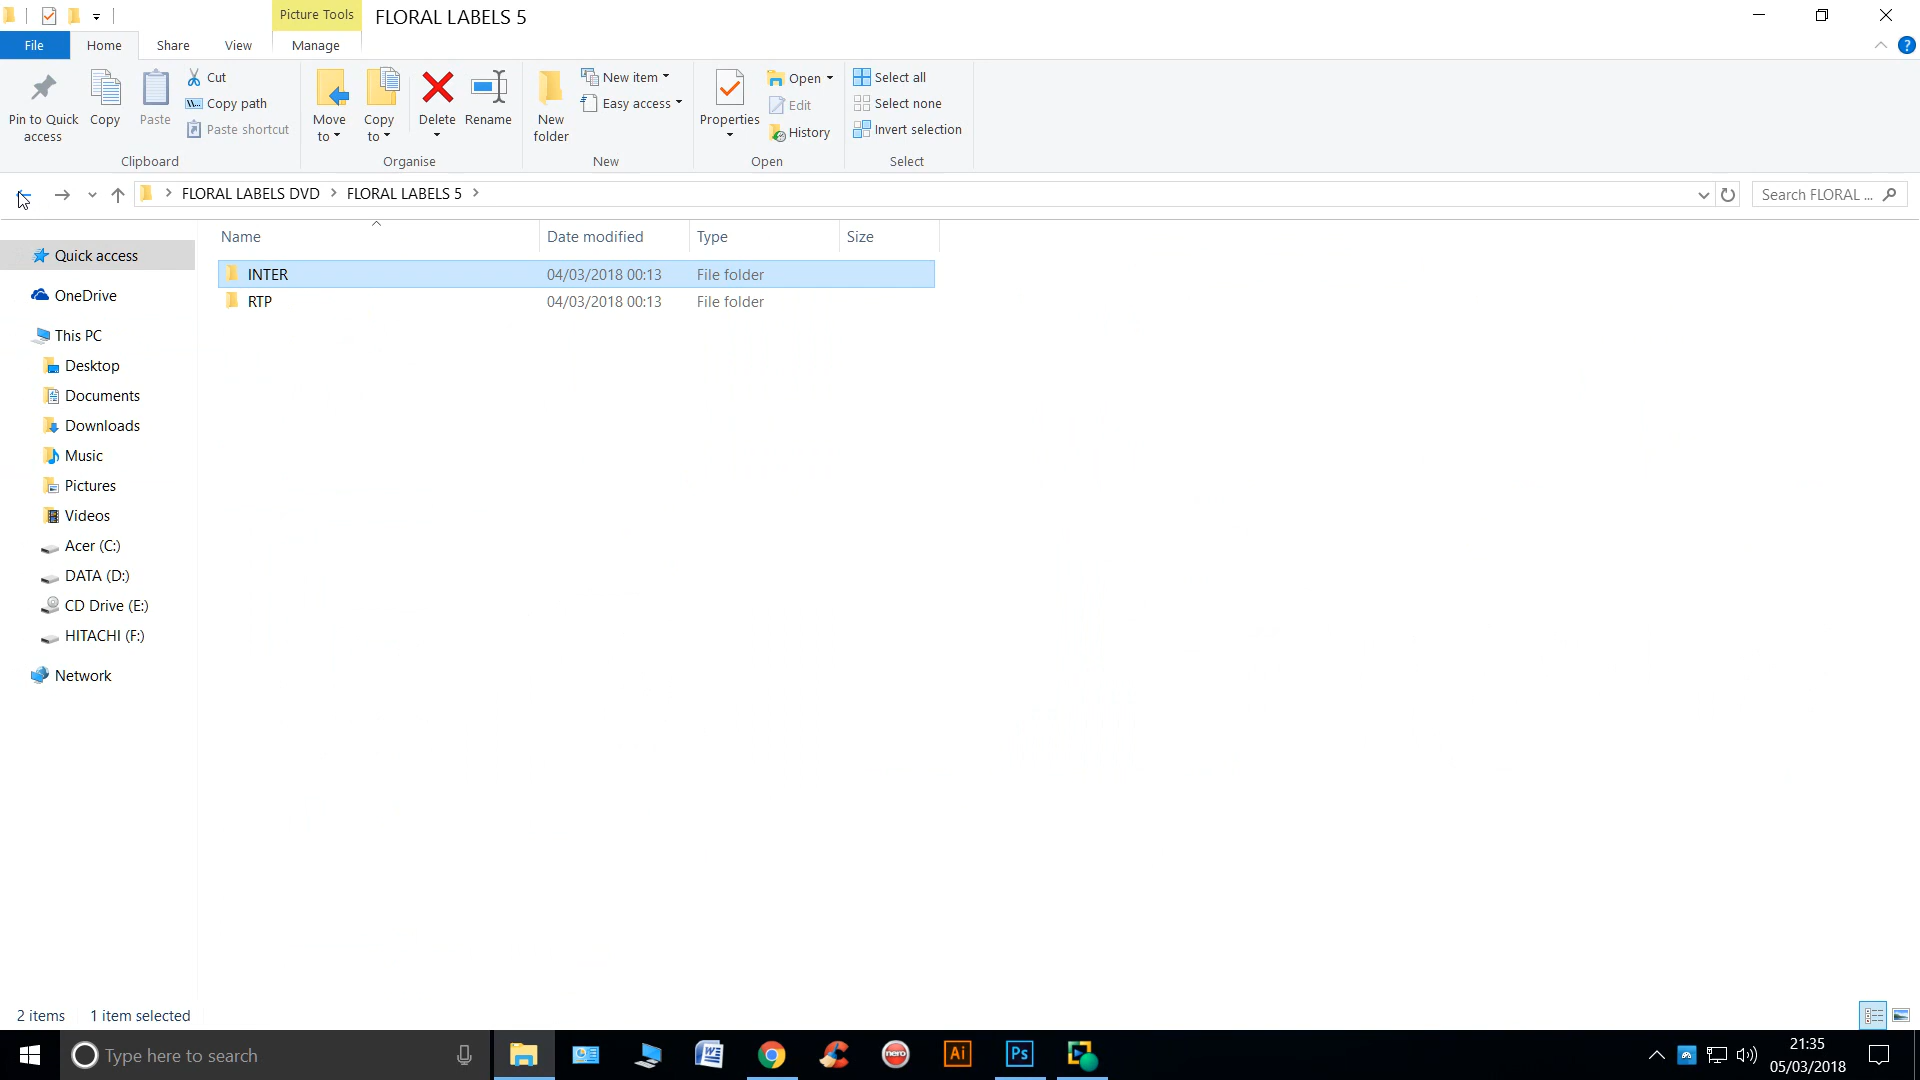 Picture Tools
FLORAL LABELS 5
File
Home
Share
View
Manage
Pin to Quick access
Copy
Paste
Cut
Copy path
Paste shortcut
Clipboard
Move to
Copy to
Delete
Rename
Organise
New folder
New item
Easy access
New
Properties
Open
Edit
History
Open
Select all
Select none
Invert selection
Select
FLORAL LABELS DVD
FLORAL LABELS 5
Search FLORAL ...
Name
Date modified
Type
Size
INTER 04/03/2018 00:13 File folder
RTP 04/03/2018 00:13 File folder
Quick access
OneDrive
This PC
Desktop
Documents
Downloads
Music
Pictures
Videos
Acer (C:)
DATA (D:)
CD Drive (E:)
HITACHI (F:)
Network
2 items 1 item selected
Type here to search
nero
Ai
Ps
21:35
05/03/2018